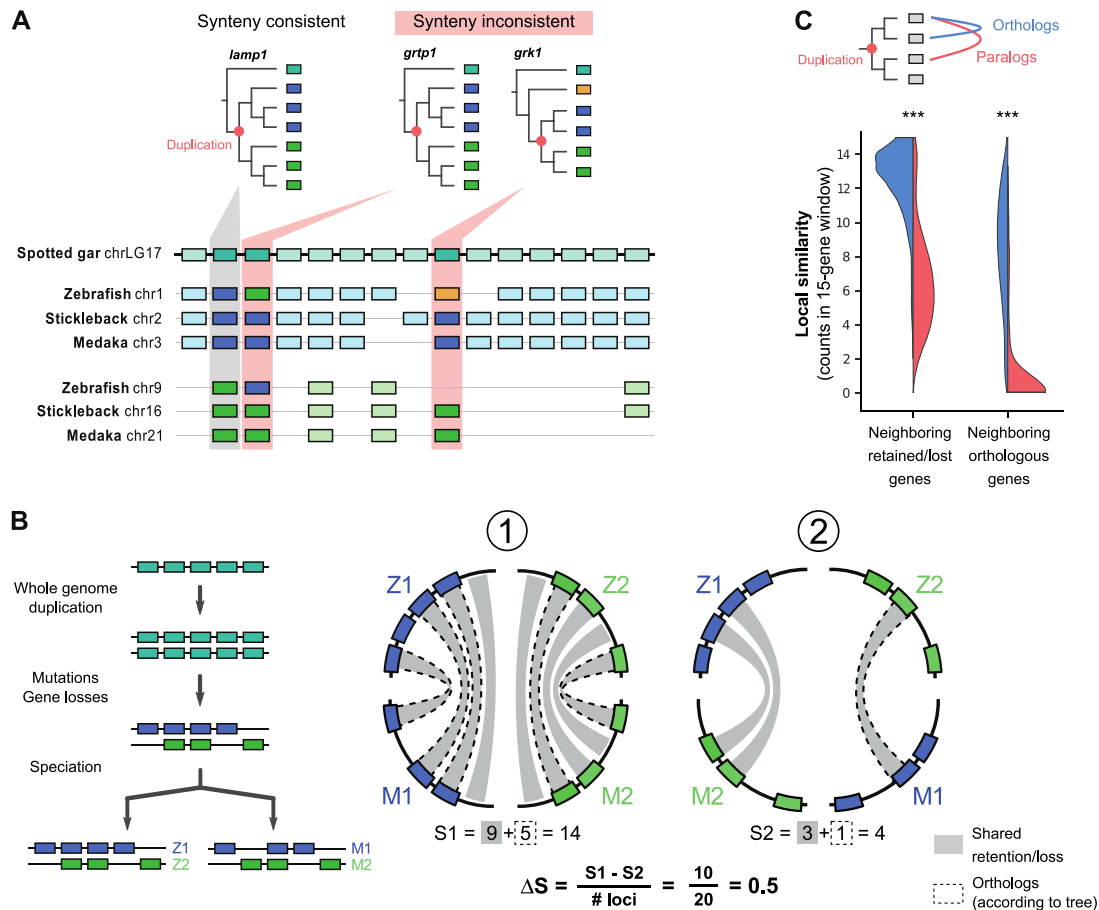 A
Synteny consistent
Synteny inconsistent
lamp1
grtp1
grk1
Duplication
Spotted gar chrLG17
Zebrafish chr1
Stickleback chr2
Medaka chr3
Zebrafish chr9
Stickleback chr16
Medaka chr21
C
Duplication
Orthologs
Paralogs
***
***
Local similarity
(counts in 15-gene window)
14
12
10
8
6
4
2
0
Neighboring
retained/lost
genes
Neighboring
orthologous
genes
B
Whole genome
duplication
Mutations
Gene losses
Speciation
Z1
Z2
M1
M2
1
Z1
Z2
M1
M2
S1 = 9 + 5 = 14
2
Z1
Z2
M2
M1
S2 = 3 + 1 = 4
ΔS = S1 - S2 / # loci = 10 / 20 = 0.5
Shared
retention/loss
Orthologs
(according to tree)